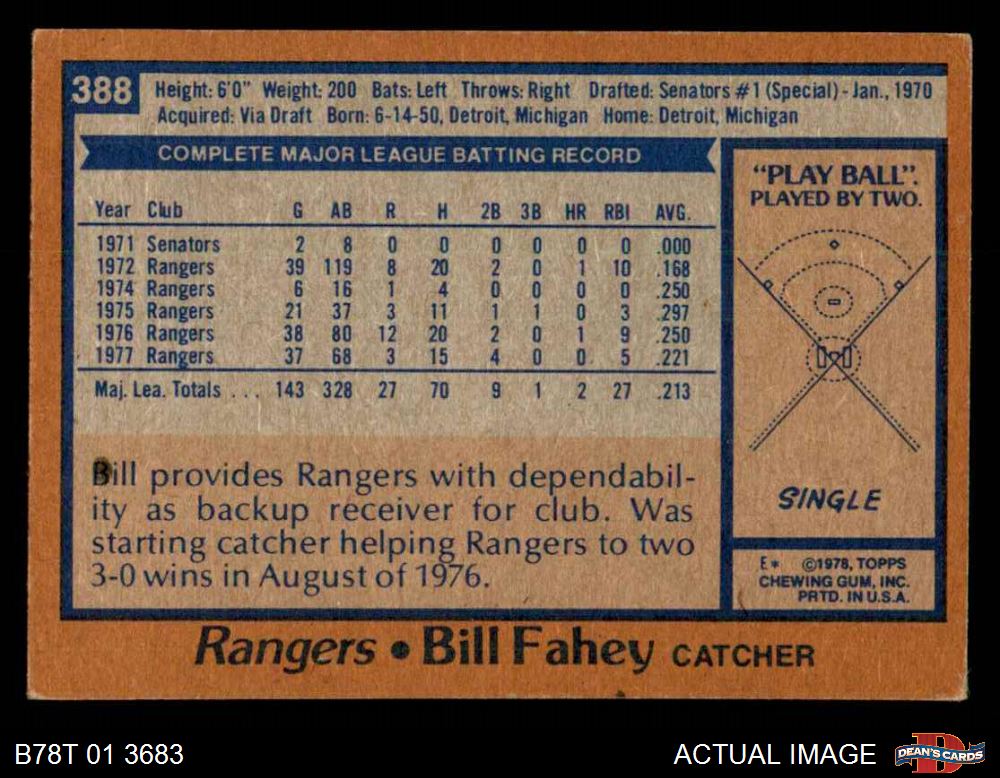 388
Height: 6'0" Weight: 200 Bats: Left Throws: Right Drafted: Senators #1 (Special)-Jan., 1970
Acquired: Via Draft Born: 6-14-50, Detroit, Michigan Home: Detroit, Michigan
COMPLETE MAJOR LEAGUE BATTING RECORD
Year Club G AB R H 2B 3B HR RBI AVG.
1971 Senators 2 8 0 0 0 0 0 0 .000
1972 Rangers 39 119 8 20 2 0 1 10 .168
1974 Rangers 6 16 1 4 0 0 0 0 .250
1975 Rangers 21 37 3 11 1 1 0 3 .297
1976 Rangers 38 80 12 20 2 0 1 9 .250
1977 Rangers 37 68 3 15 4 0 0 5 .221
Maj. Lea. Totals . . . 143 328 27 70 9 1 2 27 .213
Bill provides Rangers with dependabil-
ity as backup receiver for club. Was
starting catcher helping Rangers to two
3-0 wins in August of 1976.
"PLAY BALL".
PLAYED BY TWO.
SINGLE
E* ©1978, TOPPS
CHEWING GUM, INC.
PRTD. IN U.S.A.
Rangers • Bill Fahey CATCHER
B78T 01 3683
ACTUAL IMAGE
DEAN'S CARDS